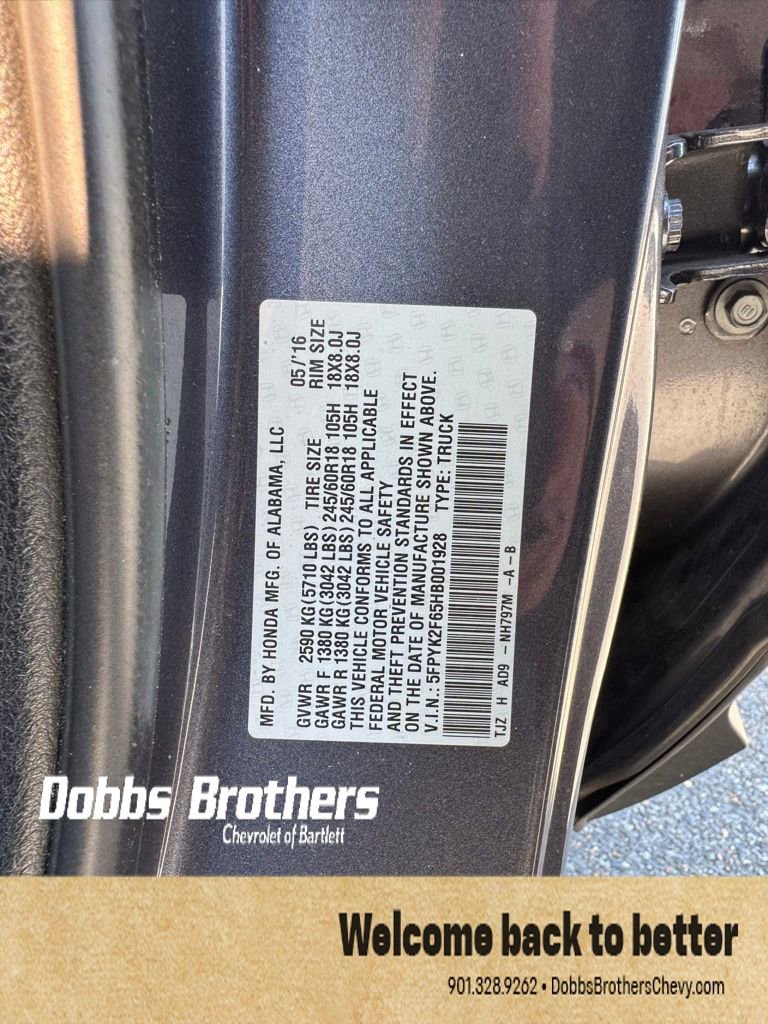 MFD. BY HONDA MFG. OF ALABAMA, LLC 05/'16
GVWR 2590 KG (5710 LBS) TIRE SIZE RIM SIZE
GAWR F 1380 KG (3042 LBS) 245/60R18 105H 18X8.0J
GAWR R 1380 KG (3042 LBS) 245/60R18 105H 18X8.0J
THIS VEHICLE CONFORMS TO ALL APPLICABLE
FEDERAL MOTOR VEHICLE SAFETY
AND THEFT PREVENTION STANDARDS IN EFFECT
ON THE DATE OF MANUFACTURE SHOWN ABOVE.
V.I.N.: 5FPYK2F65HB001928 TYPE: TRUCK
TJZ H AD9 - NH797M -A -B
Dobbs Brothers
Chevrolet of Bartlett
Welcome back to better
901.328.9262 • DobbsBrothersChevy.com